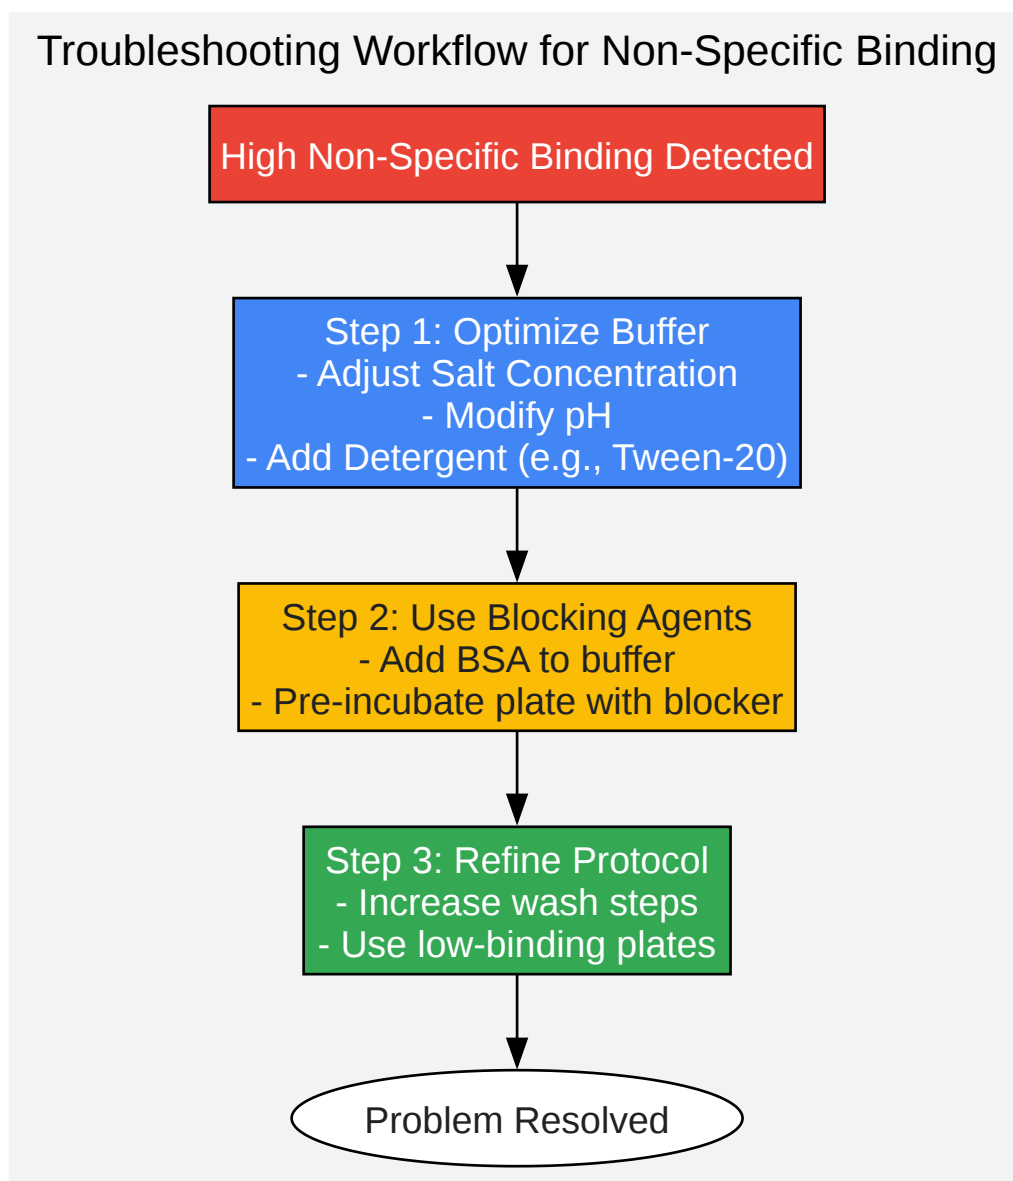 Troubleshooting Workflow for Non-Specific Binding
High Non-Specific Binding Detected
Step 1: Optimize Buffer
- Adjust Salt Concentration
- Modify pH
- Add Detergent (e.g., Tween-20)
Step 2: Use Blocking Agents
- Add BSA to buffer
- Pre-incubate plate with blocker
Step 3: Refine Protocol
- Increase wash steps
- Use low-binding plates
Problem Resolved